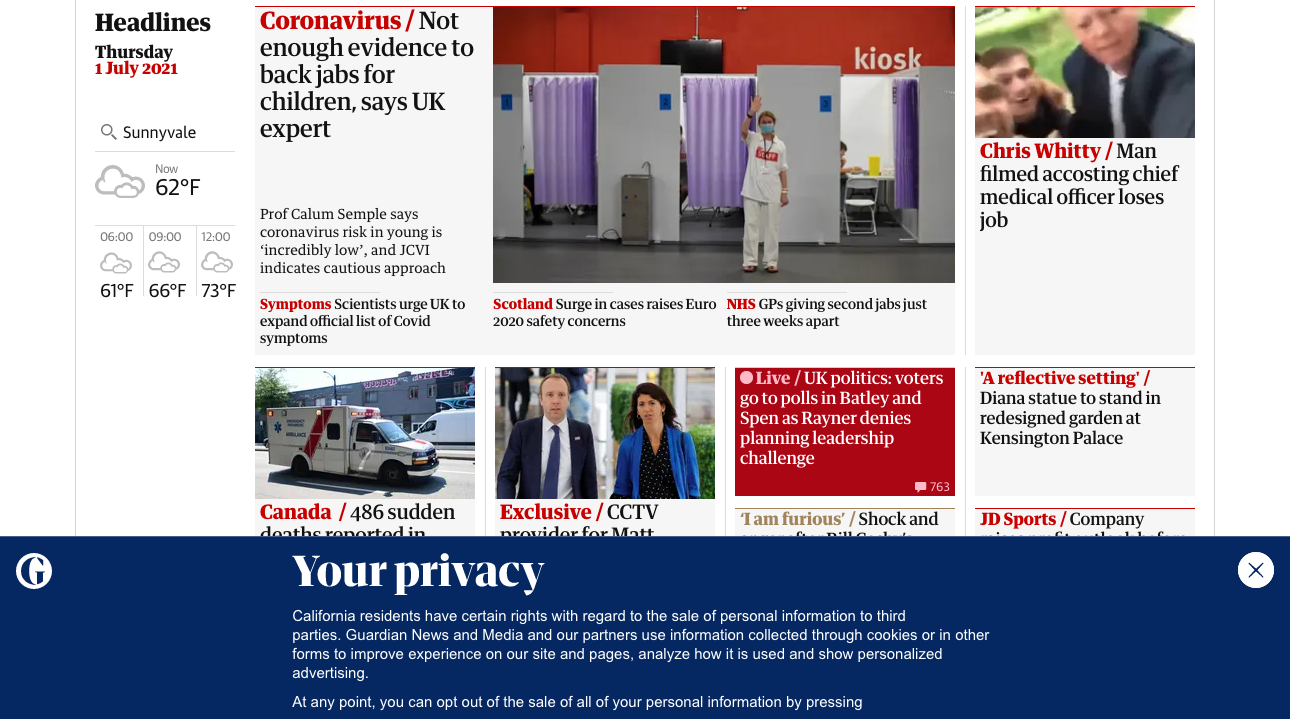 Headlines
Thursday
1 July 2021
Sunnyvale
Now
62°F
06:00 09:00 12:00
61°F 66°F 73°F
Coronavirus / Not
enough evidence to
back jabs for
children, says UK
expert
Prof Calum Semple says
coronavirus risk in young is
‘incredibly low’, and JCVI
indicates cautious approach
kiosk
1
2
3
STAFF
Symptoms Scientists urge UK to
expand official list of Covid
symptoms
Scotland Surge in cases raises Euro
2020 safety concerns
NHS GPs giving second jabs just
three weeks apart
Chris Whitty / Man
filmed accosting chief
medical officer loses
job
AMBULANCE
Canada / 486 sudden
deaths reported in
Exclusive / CCTV
provider for Matt
Live / UK politics: voters
go to polls in Batley and
Spen as Rayner denies
planning leadership
challenge
763
'A reflective setting' /
Diana statue to stand in
redesigned garden at
Kensington Palace
‘I am furious’ / Shock and
JD Sports / Company
Your privacy
California residents have certain rights with regard to the sale of personal information to third
parties. Guardian News and Media and our partners use information collected through cookies or in other
forms to improve experience on our site and pages, analyze how it is used and show personalized
advertising.
At any point, you can opt out of the sale of all of your personal information by pressing